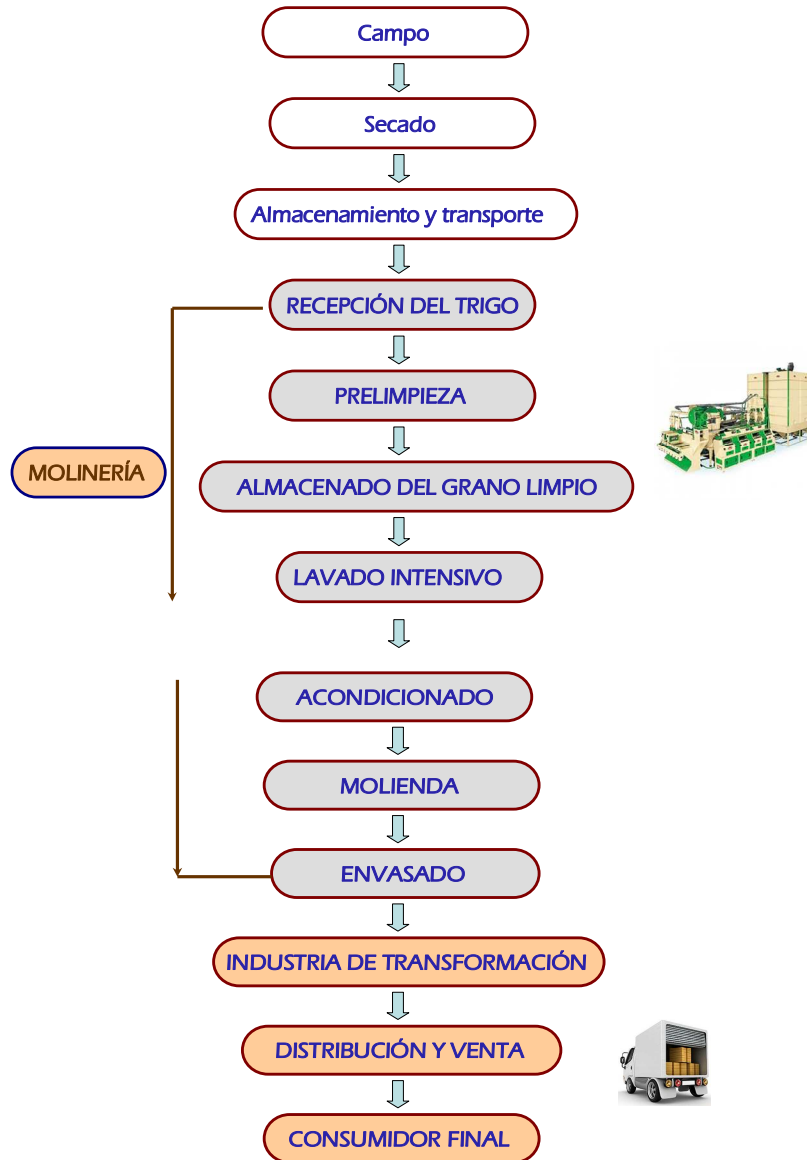 Campo
Secado
Almacenamiento y transporte
RECEPCIÓN DEL TRIGO
PRELIMPIEZA
MOLINERÍA
ALMACENADO DEL GRANO LIMPIO
LAVADO INTENSIVO
ACONDICIONADO
MOLIENDA
ENVASADO
INDUSTRIA DE TRANSFORMACIÓN
DISTRIBUCIÓN Y VENTA
CONSUMIDOR FINAL